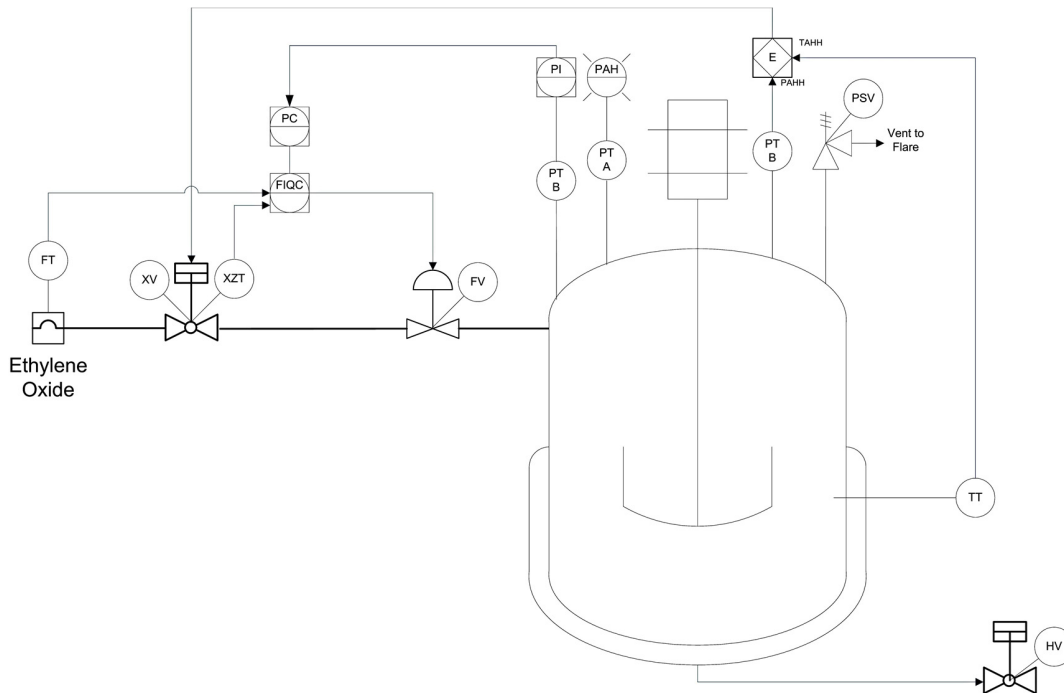 TAHH
E
PAHH
PI
PAH
PSV
Vent to
Flare
PC
PT
B
PT
A
PT
B
FIQC
FT
XV
XZT
FV
Ethylene
Oxide
TT
HV